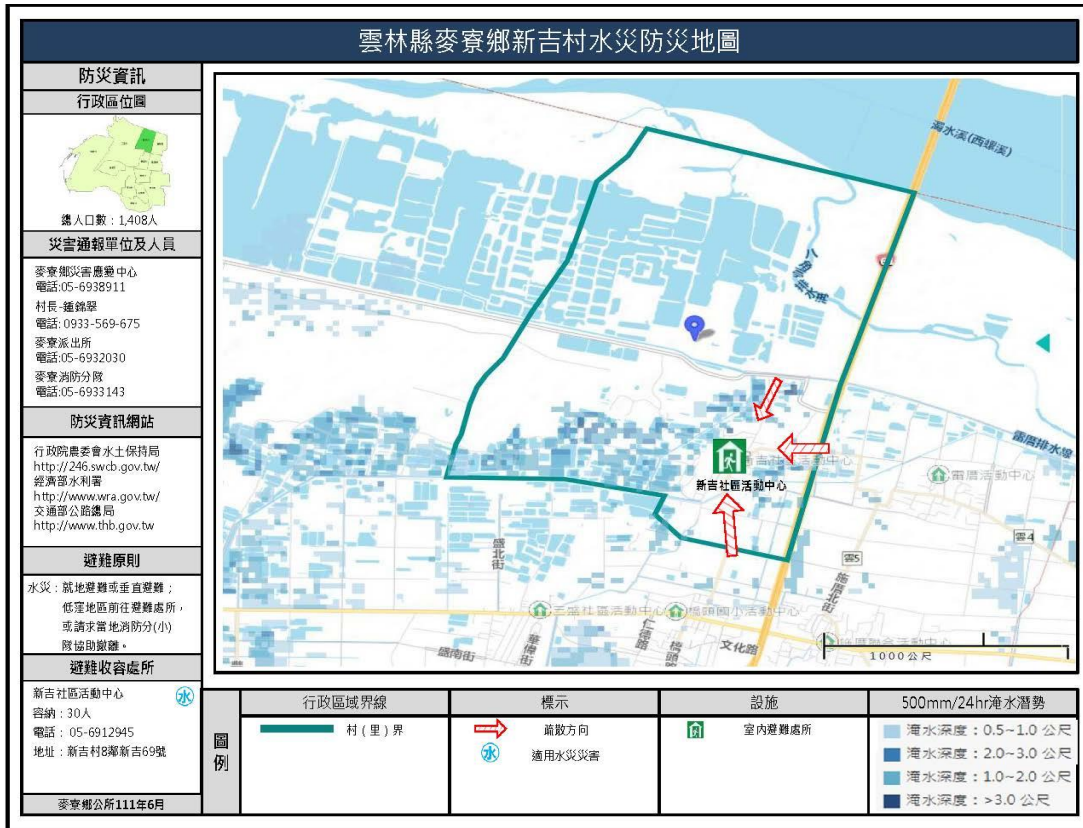 雲林縣麥寮鄉新吉村水災防災地圖
防災資訊
行政區位圖
總人口數：1,408人
災害通報單位及人員
麥寮鄉災害應變中心
電話:05-6938911
村長-鍾錦翠
電話: 0933-569-675
麥寮派出所
電話:05-6932030
麥寮消防分隊
電話:05-6933143
防災資訊網站
行政院農委會水土保持局
http://246.swcb.gov.tw/
經濟部水利署
http://www.wra.gov.tw/
交通部公路總局
http://www.thb.gov.tw
避難原則
水災：就地避難或垂直避難；
低窪地區前往避難處所，
或請求當地消防分(小)
隊協助撤離。
避難收容處所
新吉社區活動中心
水
容納：30人
電話： 05-6912945
地址：新吉村8鄰新吉69號
麥寮鄉公所111年6月
濁水溪(西螺溪)
雷厝排水線
新吉社區活動中心
雷厝活動中心
雲4
雲5
施厝北街
盛北街
三盛社區活動中心
橋頭國小活動中心
仁德路
華偉街
盛南街
橋頭路
文化路
施厝聯合活動中心
1000公尺
圖例
行政區域界線
村（里）界
標示
疏散方向
水
適用水災災害
設施
室內避難處所
500mm/24hr淹水潛勢
淹水深度：0.5~1.0 公尺
淹水深度：2.0~3.0 公尺
淹水深度：1.0~2.0 公尺
淹水深度：>3.0 公尺